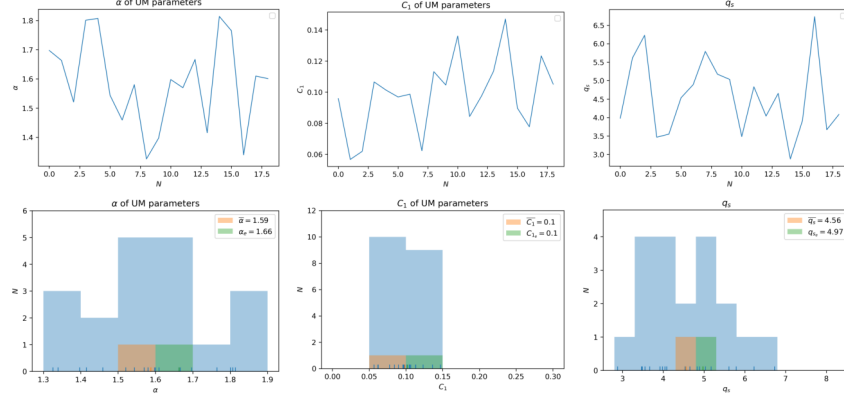 α of UM parameters
C₁ of UM parameters
qₛ
1.8
1.7
1.6
1.5
1.4
α
0.0 2.5 5.0 7.5 10.0 12.5 15.0 17.5
N
0.14
0.12
0.10
0.08
0.06
C₁
0.0 2.5 5.0 7.5 10.0 12.5 15.0 17.5
N
6.5
6.0
5.5
5.0
4.5
4.0
3.5
3.0
qₛ
0.0 2.5 5.0 7.5 10.0 12.5 15.0 17.5
N
α of UM parameters
6
5
4
3
2
1
0
N
1.3 1.4 1.5 1.6 1.7 1.8 1.9
α
α̅ = 1.59
αₑ = 1.66
C₁ of UM parameters
12
10
8
6
4
2
0
N
0.00 0.05 0.10 0.15 0.20 0.25 0.30
C₁
C̅₁ = 0.1
C₁ₑ = 0.1
qₛ
5
4
3
2
1
0
N
3 4 5 6 7 8
qₛ
q̅ₛ = 4.56
qₛₑ = 4.97